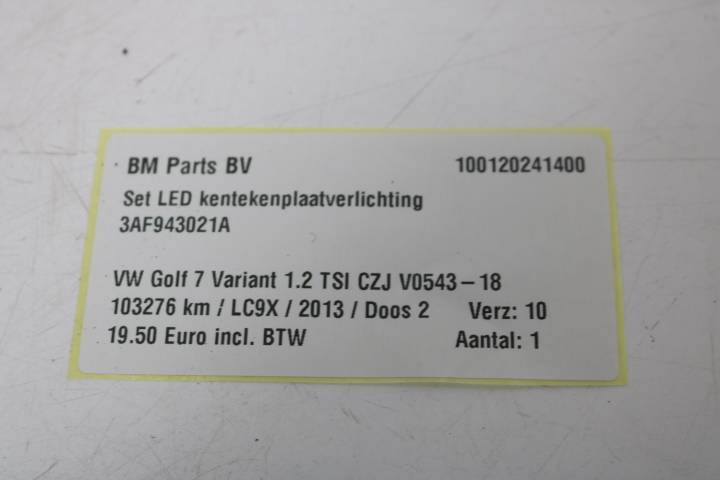 BM Parts BV 100120241400
Set LED kentekenplaatverlichting
3AF943021A
VW Golf 7 Variant 1.2 TSI CZJ V0543-18
103276 km / LC9X / 2013 / Doos 2 Verz: 10
19.50 Euro incl. BTW Aantal: 1